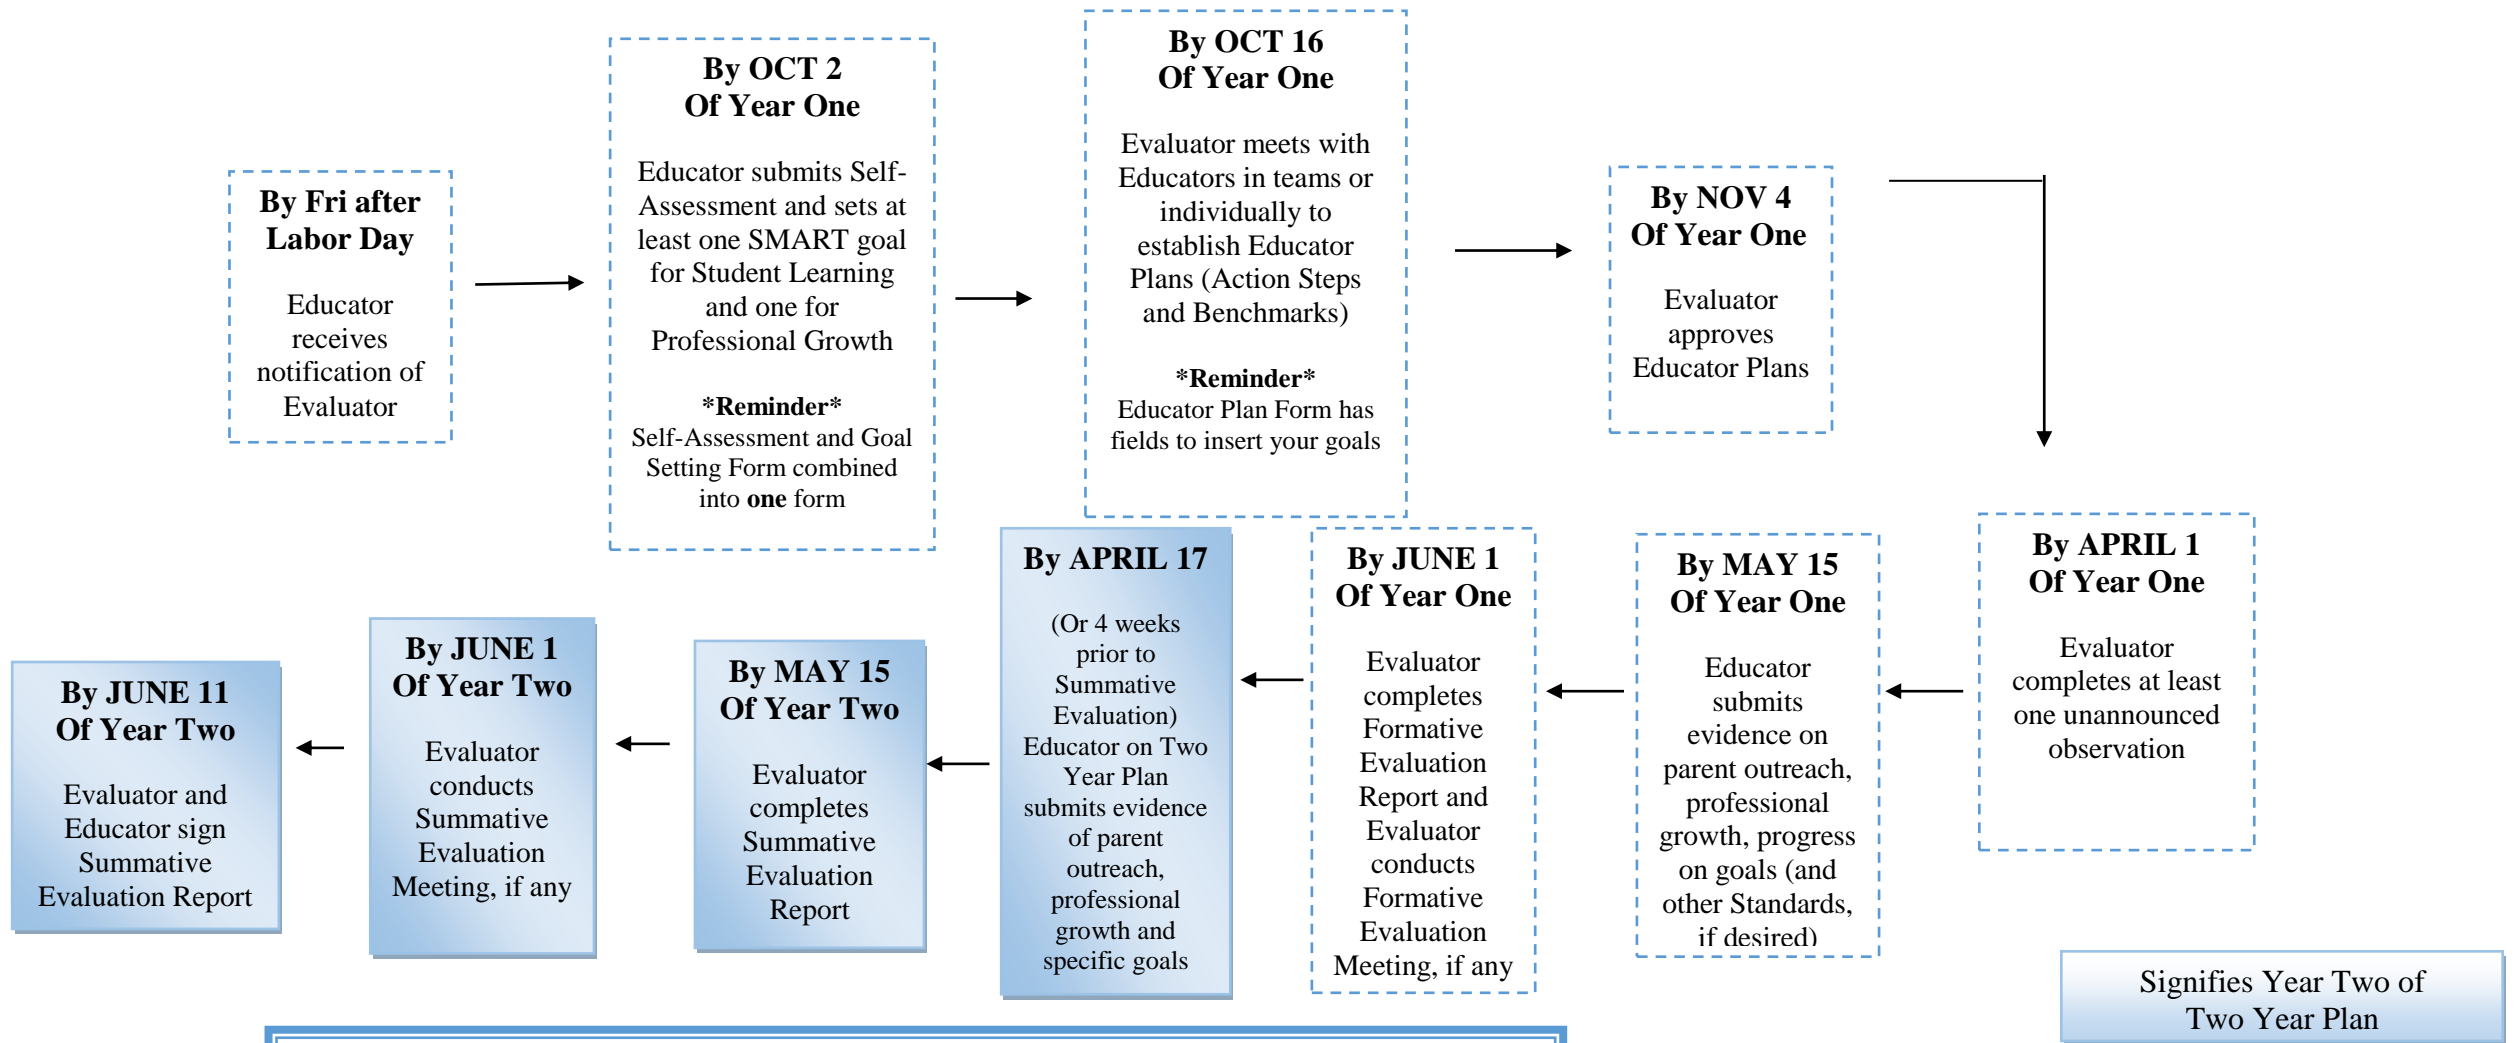 By Fri after
Labor Day
Educator
receives
notification of
Evaluator
By OCT 2
Of Year One
Educator submits Self-
Assessment and sets at
least one SMART goal
for Student Learning
and one for
Professional Growth
*Reminder*
Self-Assessment and Goal
Setting Form combined
into one form
By OCT 16
Of Year One
Evaluator meets with
Educators in teams or
individually to
establish Educator
Plans (Action Steps
and Benchmarks)
*Reminder*
Educator Plan Form has
fields to insert your goals
By NOV 4
Of Year One
Evaluator
approves
Educator Plans
By APRIL 1
Of Year One
Evaluator
completes at least
one unannounced
observation
By MAY 15
Of Year One
Educator
submits
evidence on
parent outreach,
professional
growth, progress
on goals (and
other Standards,
if desired)
By JUNE 1
Of Year One
Evaluator
completes
Formative
Evaluation
Report and
Evaluator
conducts
Formative
Evaluation
Meeting, if any
By APRIL 17
(Or 4 weeks
prior to
Summative
Evaluation)
Educator on Two
Year Plan
submits evidence
of parent
outreach,
professional
growth and
specific goals
By MAY 15
Of Year Two
Evaluator
completes
Summative
Evaluation
Report
By JUNE 1
Of Year Two
Evaluator
conducts
Summative
Evaluation
Meeting, if any
By JUNE 11
Of Year Two
Evaluator and
Educator sign
Summative
Evaluation Report
Signifies Year Two of
Two Year Plan